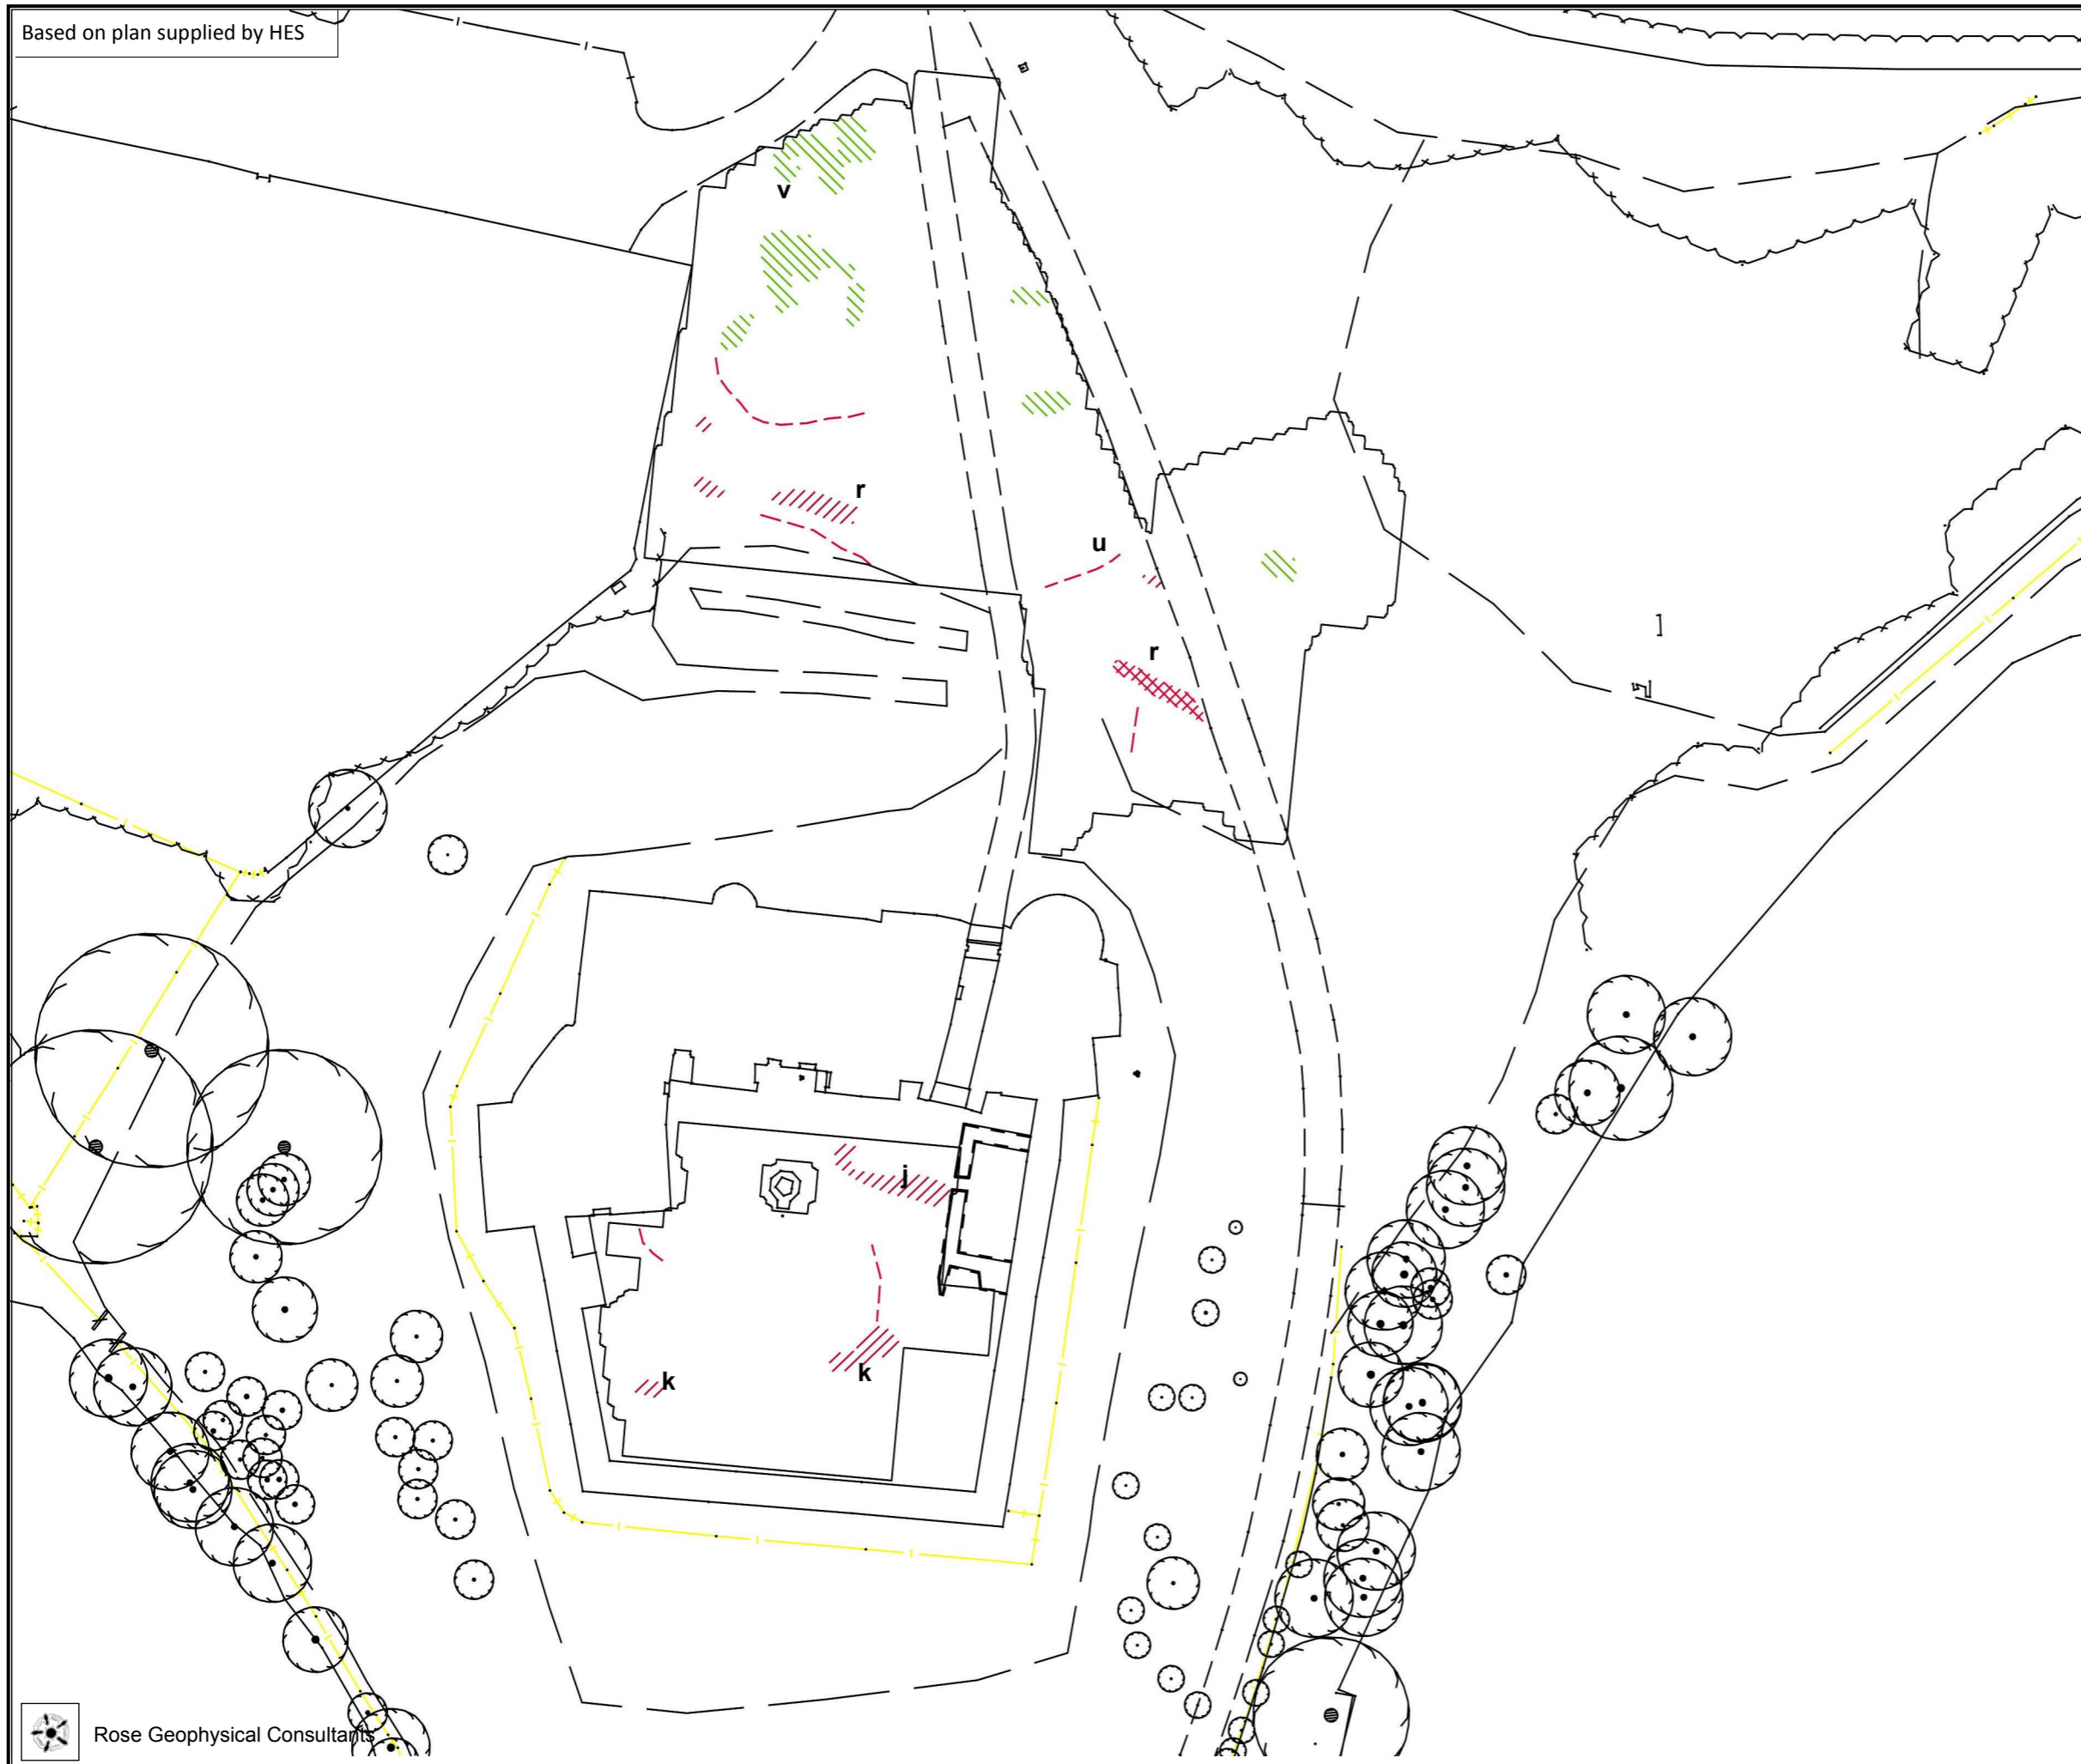 Based on plan supplied by HES
v
r
u
r
j
k
k
Rose Geophysical Consultants